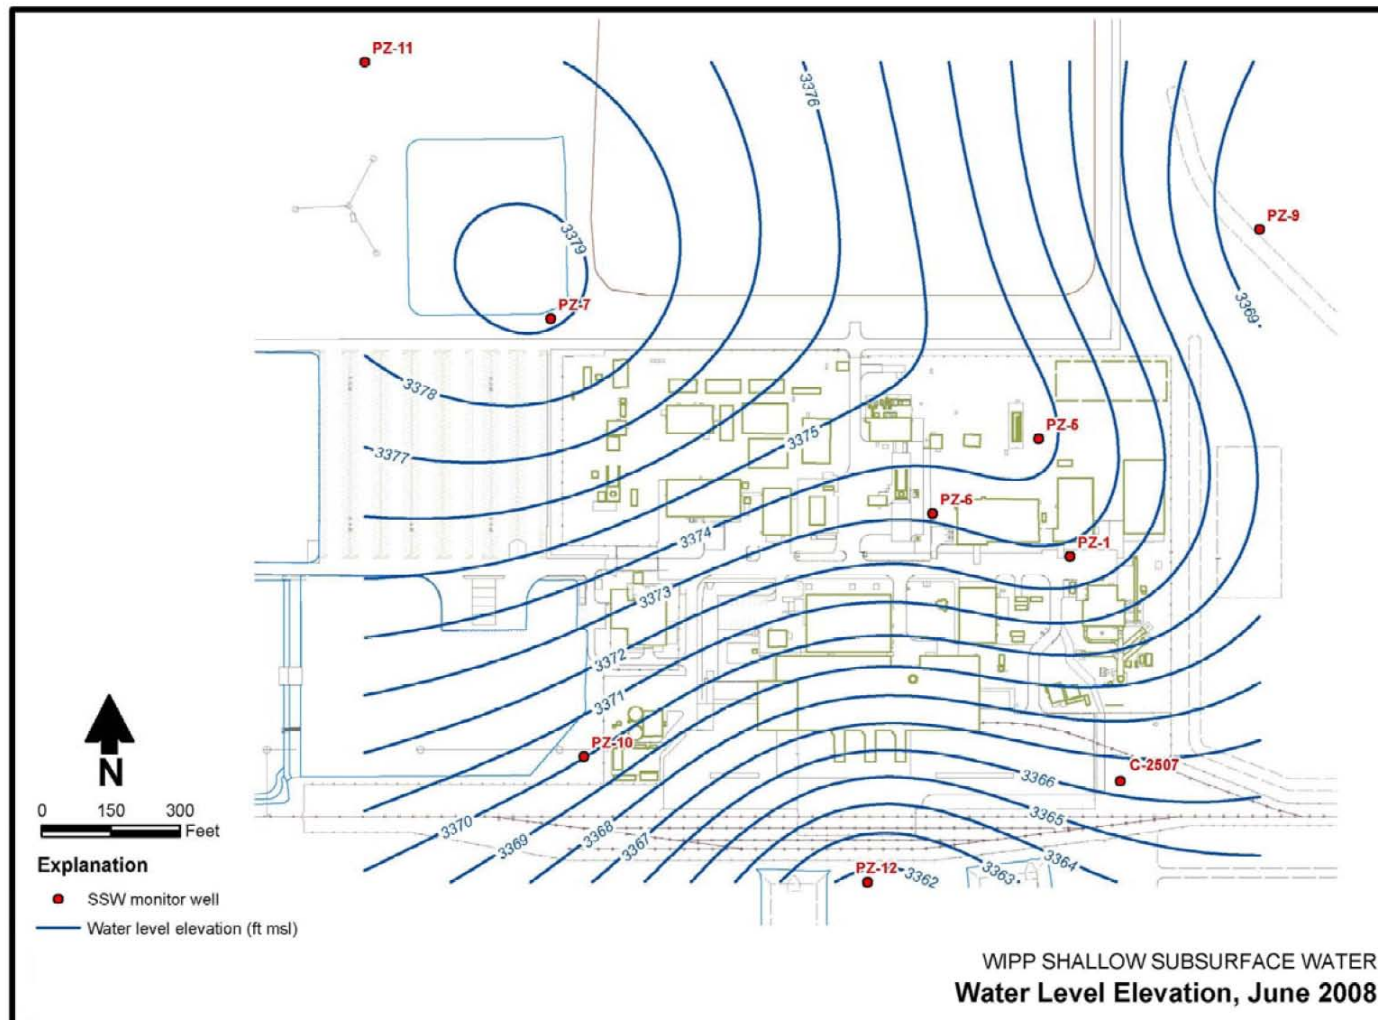 PZ-11
3376
PZ-9
3379
PZ-7
3369
3378
PZ-5
3375
3377
PZ-6
3374
PZ-1
3373
3372
3371
PZ-10
N
C-2507
3366
0 150 300
Feet
3370
3369
3368
3367
3365
3364
Explanation
PZ-12
3362
3363
SSW monitor well
Water level elevation (ft msl)
WIPP SHALLOW SUBSURFACE WATER
Water Level Elevation, June 2008